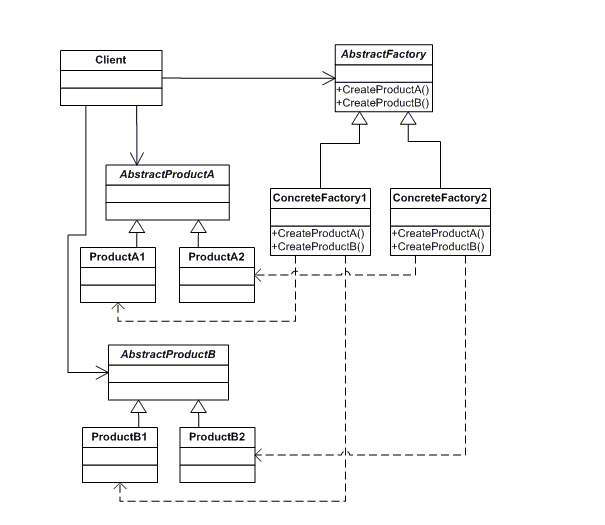 Client
AbstractFactory
+CreateProductA()
+CreateProductB()
AbstractProductA
ConcreteFactory1
+CreateProductA()
+CreateProductB()
ConcreteFactory2
+CreateProductA()
+CreateProductB()
ProductA1
ProductA2
AbstractProductB
ProductB1
ProductB2